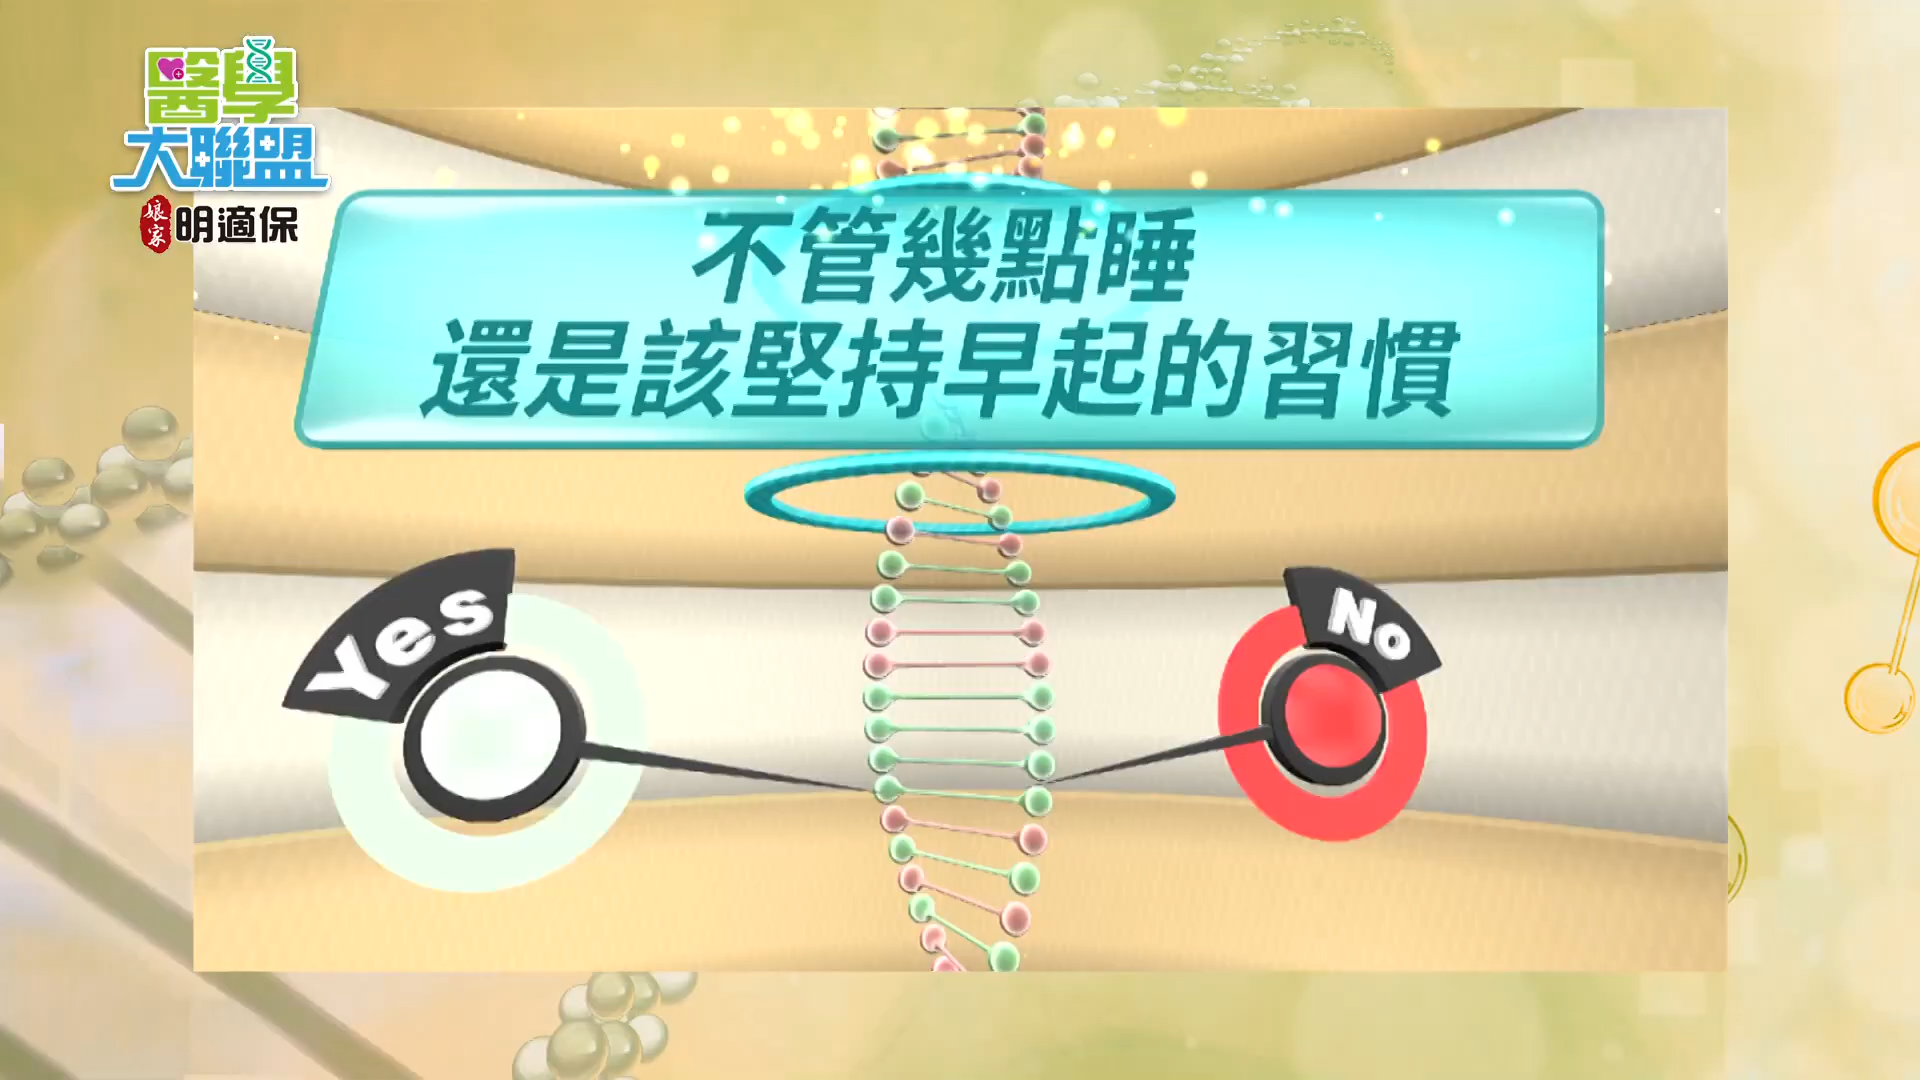 醫學
大聯盟
娘家 明適保
不管幾點睡
還是該堅持早起的習慣
Yes
No